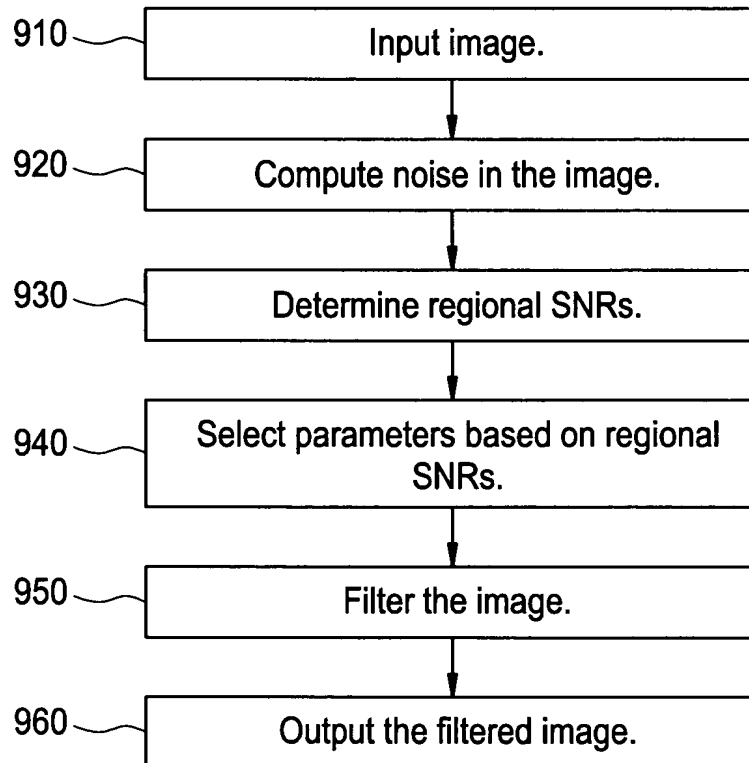 910 Input image.
920 Compute noise in the image.
930 Determine regional SNRs.
940 Select parameters based on regional
SNRs.
950 Filter the image.
960 Output the filtered image.